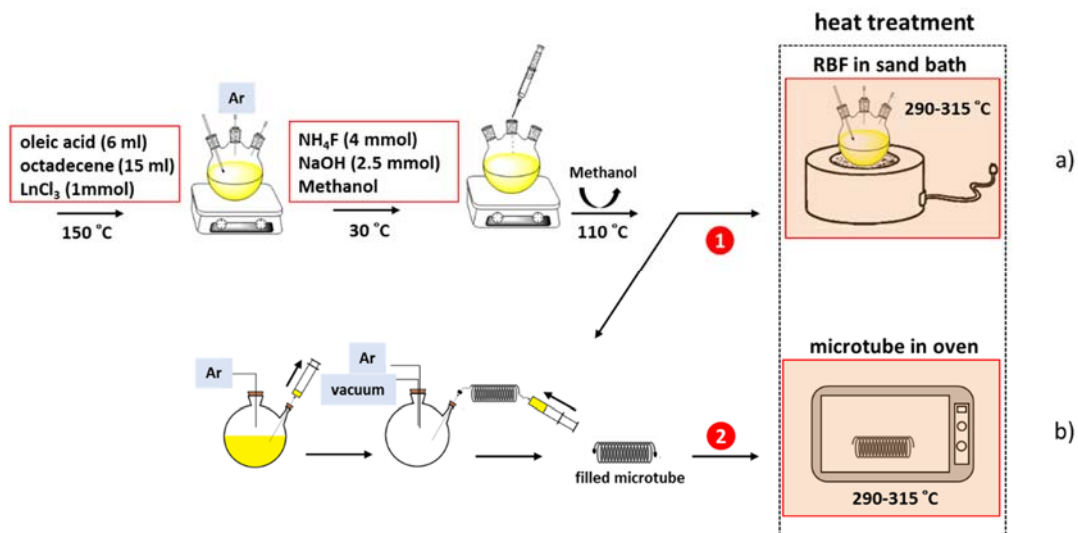 heat treatment
RBF in sand bath
290-315 °C
a)
Ar
oleic acid (6 ml)
octadecene (15 ml)
LnCl₃ (1mmol)
150 °C
NH₄F (4 mmol)
NaOH (2.5 mmol)
Methanol
30 °C
Methanol
110 °C
1
microtube in oven
Ar
Ar
vacuum
filled microtube
2
290-315 °C
b)